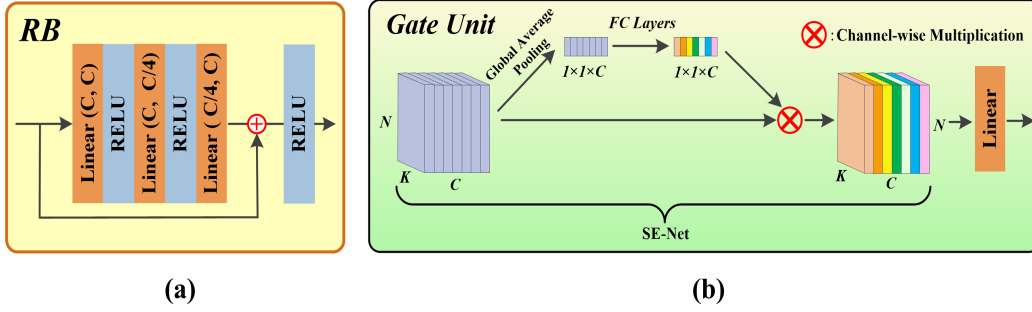 RB
Linear (C, C)
RELU
Linear (C, C/4)
RELU
Linear ( C/4, C)
RELU
(a)
Gate Unit
Global Average
Pooling
FC Layers
: Channel-wise Multiplication
1×1×C
1×1×C
N
K
C
N
K
C
Linear
SE-Net
(b)